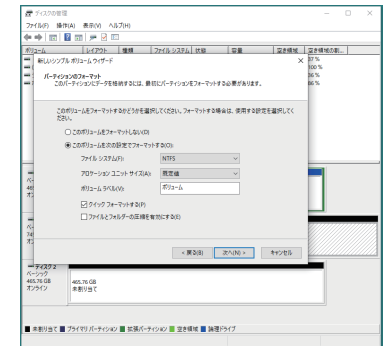 ディスクの管理
ファイル(F) 操作(A) 表示(V) ヘルプ(H)
ボリューム レイアウト 種類 ファイル システム 状態 容量 空き領域 空き領域の割...
新しいシンプル ボリューム ウィザード
パーティションのフォーマット
このパーティションにデータを格納するには、最初にパーティションをフォーマットする必要があります。
このボリュームをフォーマットするかどうかを選択してください。フォーマットする場合は、使用する設定を選択してく
ださい。
このボリュームをフォーマットしない(D)
このボリュームを次の設定でフォーマットする(O):
ファイル システム(F): NTFS
アロケーション ユニット サイズ(A): 既定値
ボリューム ラベル(V): ボリューム
クイック フォーマットする(P)
ファイルとフォルダーの圧縮を有効にする(E)
< 戻る(B) 次へ(N) > キャンセル
ディスク 2
ベーシック
465.76 GB
オンライン
465.76 GB
未割り当て
未割り当て プライマリ パーティション 拡張パーティション 空き領域 論理ドライブ